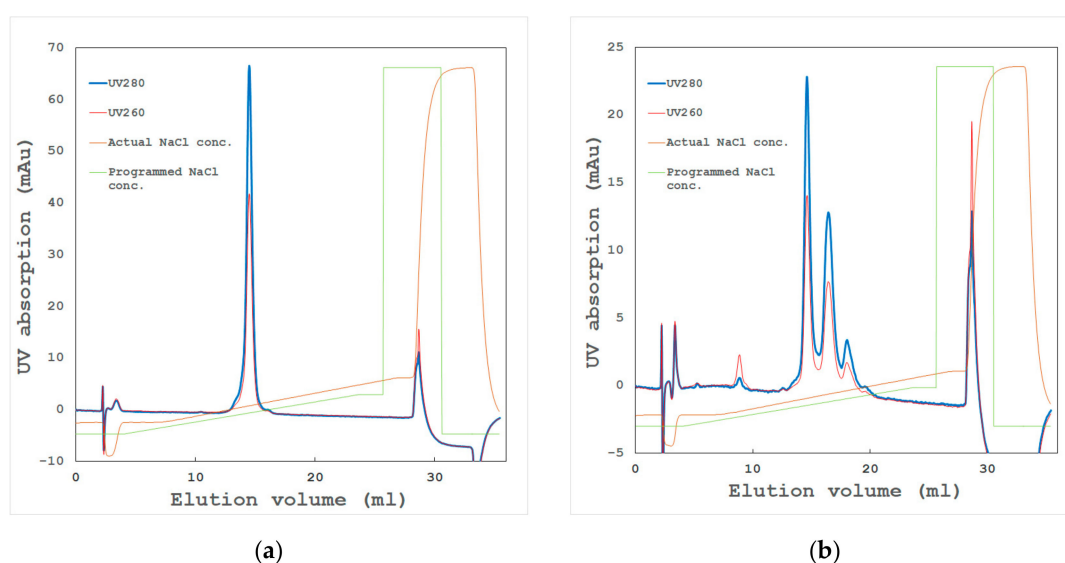 70
60
50
40
30
20
10
0
−10
UV absorption (mAu)
UV280
UV260
Actual NaCl conc.
Programmed NaCl
conc.
0 10 20 30
Elution volume (ml)
(a)
25
20
15
10
5
0
-5
UV absorption (mAu)
UV280
UV260
Actual NaCl conc.
Programmed NaCl
conc.
0 10 20 30
Elution volume (ml)
(b)